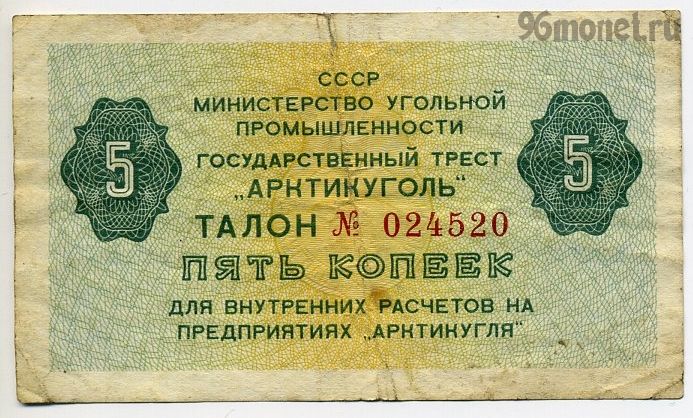 96monet.ru
СССР
МИНИСТЕРСТВО УГОЛЬНОЙ
ПРОМЫШЛЕННОСТИ
ГОСУДАРСТВЕННЫЙ ТРЕСТ
„АРКТИКУГОЛЬ"
5 5
ТАЛОН № 024520
ПЯТЬ КОПЕЕК
ДЛЯ ВНУТРЕННИХ РАСЧЕТОВ НА
ПРЕДПРИЯТИЯХ „АРКТИКУГЛЯ"